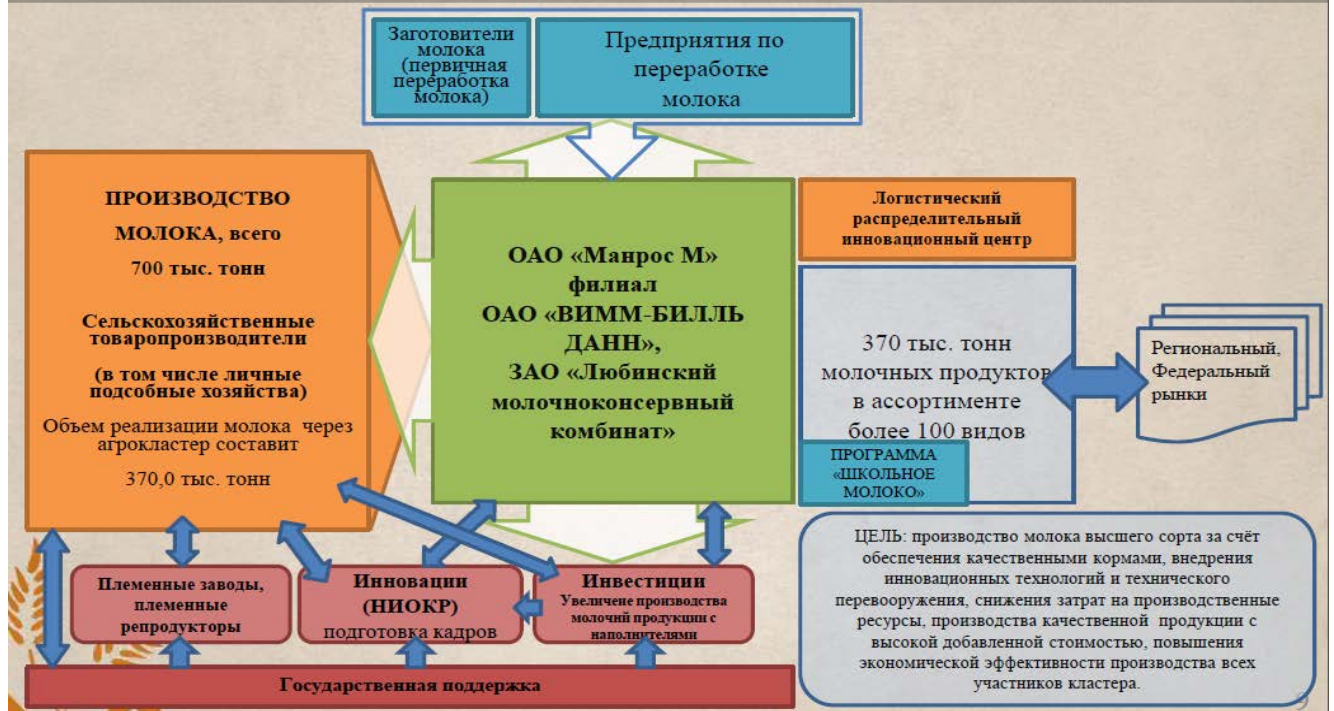 Заготовители
молока
(первичная
переработка
молока)
Предприятия по
переработке
молока
ПРОИЗВОДСТВО
МОЛОКА, всего
700 тыс. тонн
Сельскохозяйственные
товаропроизводители
(в том числе личные
подсобные хозяйства)
Объем реализации молока через
агрокластер составит
370,0 тыс. тонн
ОАО «Манрос М»
филиал
ОАО «ВИММ-БИЛЛЬ
ДАНН»,
ЗАО «Любинский
молочноконсервный
комбинат»
Логистический
распределительный
инновационный центр
370 тыс. тонн
молочных продуктов
в ассортименте
более 100 видов
ПРОГРАММА
«ШКОЛЬНОЕ
МОЛОКО»
Региональный,
Федеральный
рынки
Племенные заводы,
племенные
репродукторы
Инновации
(НИОКР)
подготовка кадров
Инвестиции
Увеличене производства
молочнй продукции с
наполнителями
Государственная поддержка
ЦЕЛЬ: производство молока высшего сорта за счёт
обеспечения качественными кормами, внедрения
инновационных технологий и технического
перевооружения, снижения затрат на производственные
ресурсы, производства качественной продукции с
высокой добавленной стоимостью, повышения
экономической эффективности производства всех
участников кластера.
9